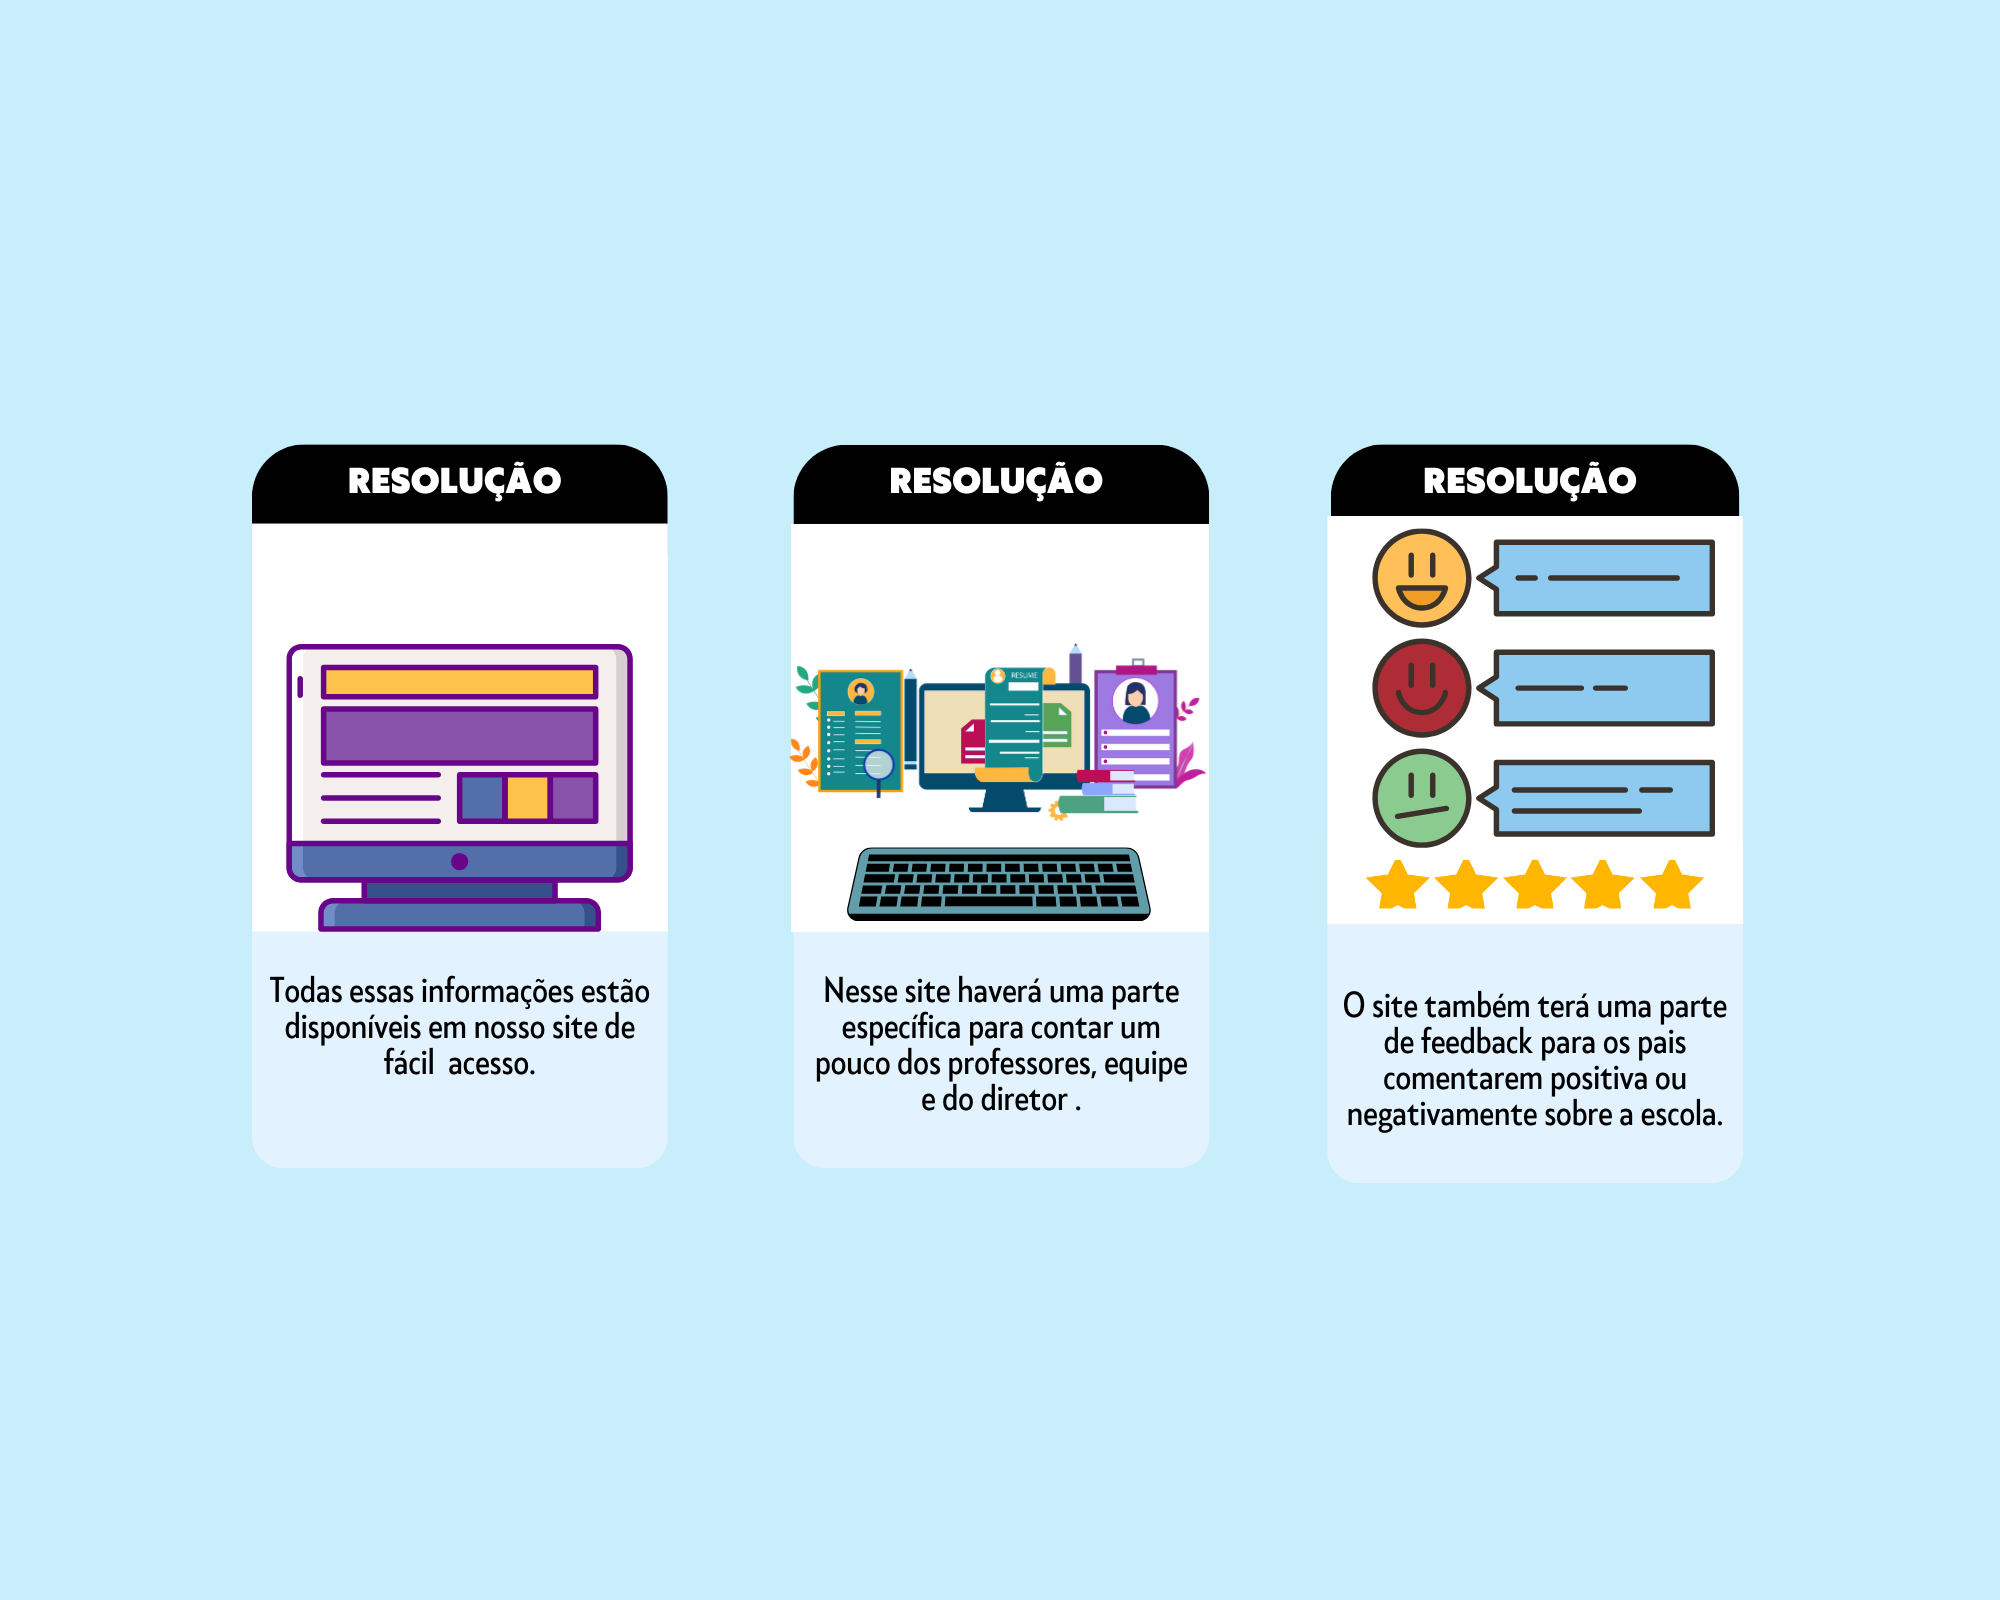 RESOLUÇÃO
Todas essas informações estão
disponíveis em nosso site de
fácil  acesso.
RESOLUÇÃO
RESUME
Nesse site haverá uma parte
específica para contar um
pouco dos professores, equipe
e do diretor .
RESOLUÇÃO
O site também terá uma parte
de feedback para os pais
comentarem positiva ou
negativamente sobre a escola.